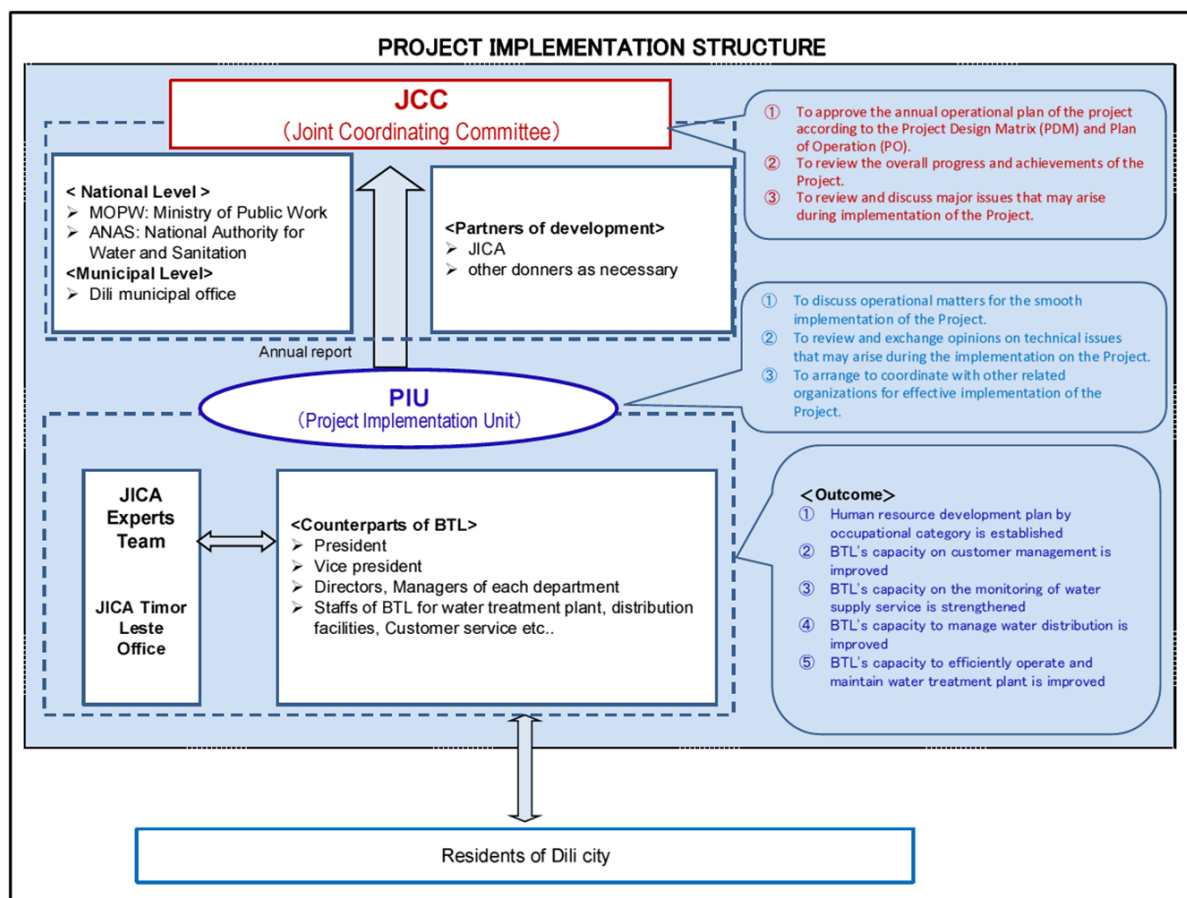 PROJECT IMPLEMENTATION STRUCTURE
JCC
（Joint Coordinating Committee）
① To approve the annual operational plan of the project
according to the Project Design Matrix (PDM) and Plan
of Operation (PO).
② To review the overall progress and achievements of the
Project.
③ To review and discuss major issues that may arise
during implementation of the Project.
< National Level >
➢ MOPW: Ministry of Public Work
➢ ANAS: National Authority for
Water and Sanitation
<Municipal Level>
➢ Dili municipal office
<Partners of development>
➢ JICA
➢ other donners as necessary
Annual report
① To discuss operational matters for the smooth
implementation of the Project.
② To review and exchange opinions on technical issues
that may arise during the implementation on the Project.
③ To arrange to coordinate with other related
organizations for effective implementation of the
Project.
PIU
（Project Implementation Unit）
JICA
Experts
Team
JICA Timor
Leste
Office
<Counterparts of BTL>
➢ President
➢ Vice president
➢ Directors, Managers of each department
➢ Staffs of BTL for water treatment plant, distribution
facilities, Customer service etc..
＜Outcome＞
① Human resource development plan by
occupational category is established
② BTL's capacity on customer management is
improved
③ BTL's capacity on the monitoring of water
supply service is strengthened
④ BTL's capacity to manage water distribution is
improved
⑤ BTL's capacity to efficiently operate and
maintain water treatment plant is improved
Residents of Dili city